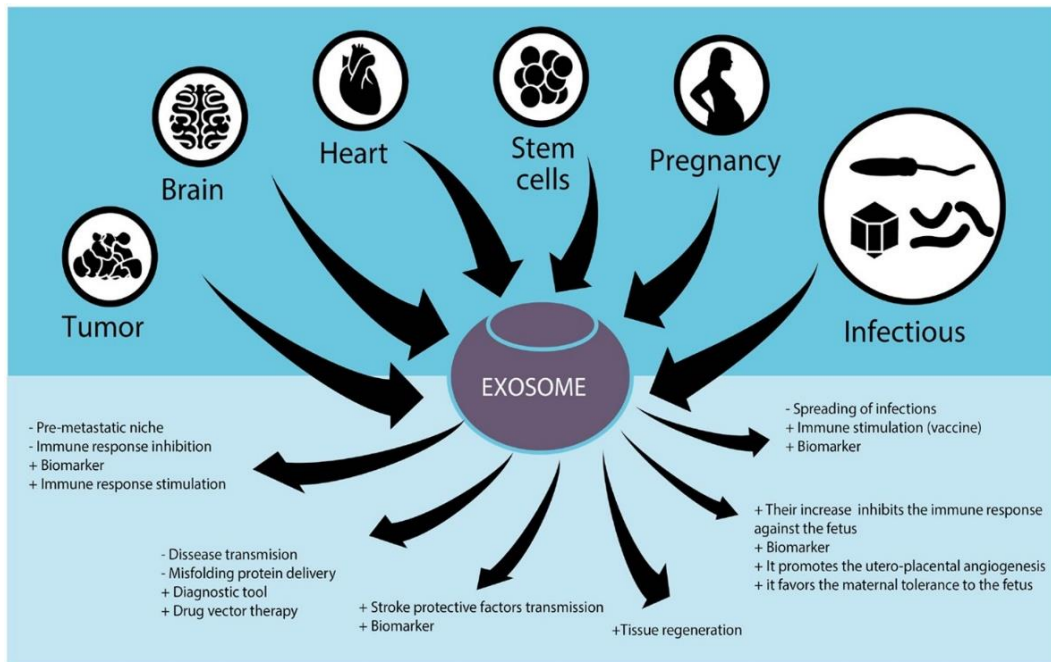 Heart
Stem
cells
Pregnancy
Brain
Tumor
Infectious
EXOSOME
- Pre-metastatic niche
- Immune response inhibition
+ Biomarker
+ Immune response stimulation
- Dissease transmision
- Misfolding protein delivery
+ Diagnostic tool
+ Drug vector therapy
+ Stroke protective factors transmission
+ Biomarker
+Tissue regeneration
+ Their increase inhibits the immune response
against the fetus
+ Biomarker
+ It promotes the utero-placental angiogenesis
+ it favors the maternal tolerance to the fetus
- Spreading of infections
+ Immune stimulation (vaccine)
+ Biomarker